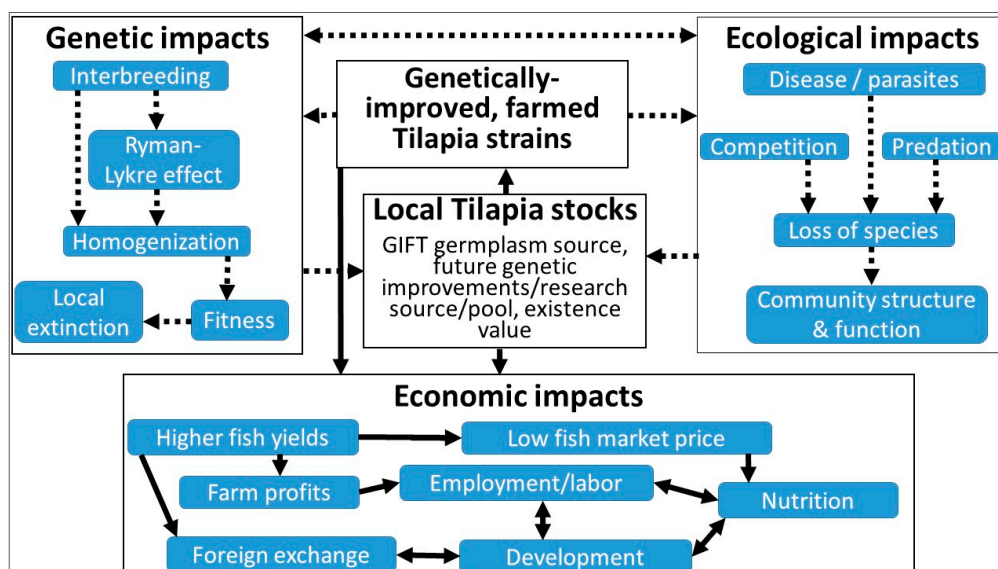 Genetic impacts
Interbreeding
Ryman-
Lykre effect
Homogenization
Local
extinction
Fitness
Genetically-
improved, farmed
Tilapia strains
Local Tilapia stocks
GIFT germplasm source,
future genetic
improvements/research
source/pool, existence
value
Ecological impacts
Disease / parasites
Competition
Predation
Loss of species
Community structure
& function
Economic impacts
Higher fish yields
Low fish market price
Farm profits
Employment/labor
Nutrition
Foreign exchange
Development